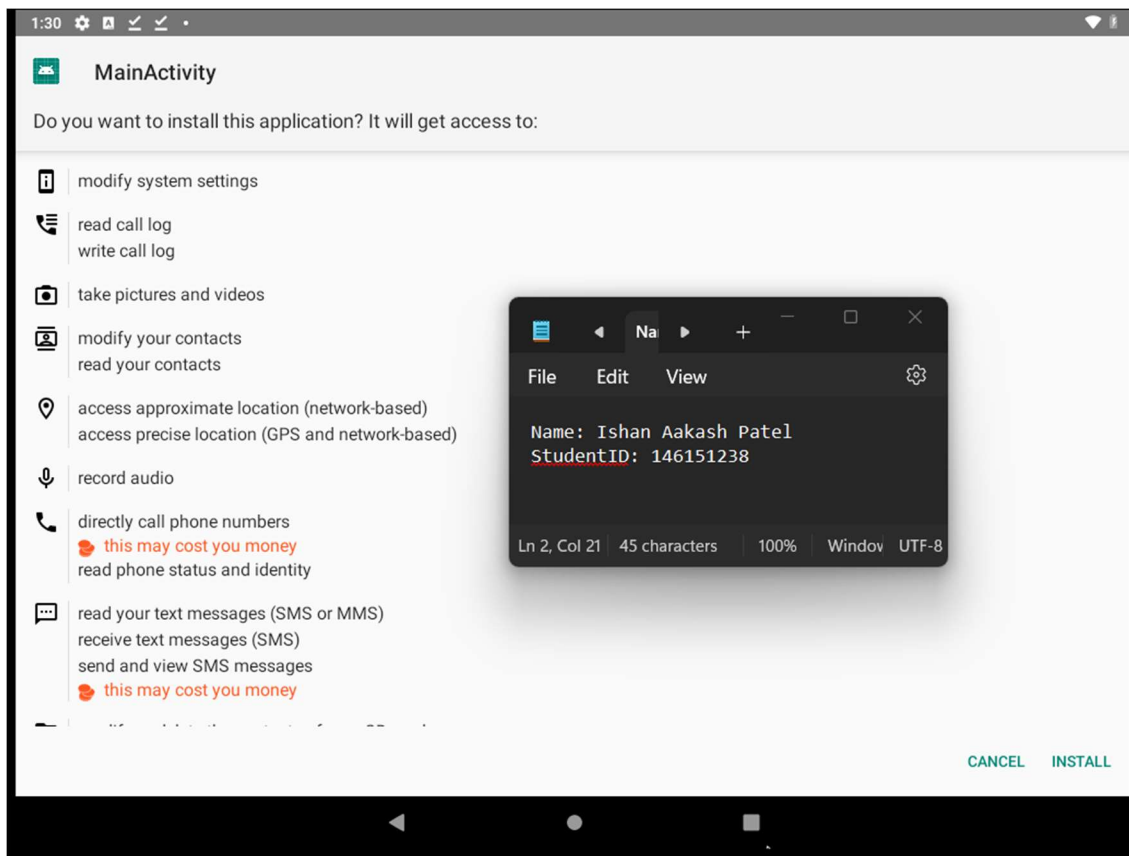 1:30
MainActivity
Do you want to install this application? It will get access to:
modify system settings
read call log
write call log
take pictures and videos
modify your contacts
read your contacts
access approximate location (network-based)
access precise location (GPS and network-based)
record audio
directly call phone numbers
this may cost you money
read phone status and identity
read your text messages (SMS or MMS)
receive text messages (SMS)
send and view SMS messages
this may cost you money
Na
File Edit View
Name: Ishan Aakash Patel
StudentID: 146151238
Ln 2, Col 21 45 characters 100% Window UTF-8
CANCEL INSTALL